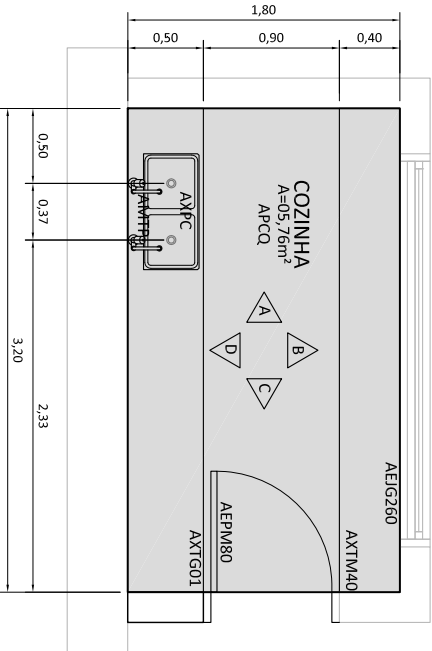 1,80
0,50
0,90
0,40
0,50
0,37
2,33
3,20
COZINHA
A=05,76m²
APCQ
AXPC
AMTP
A
B
C
D
AEJG260
AEPM80
AXTG01
AXTM40